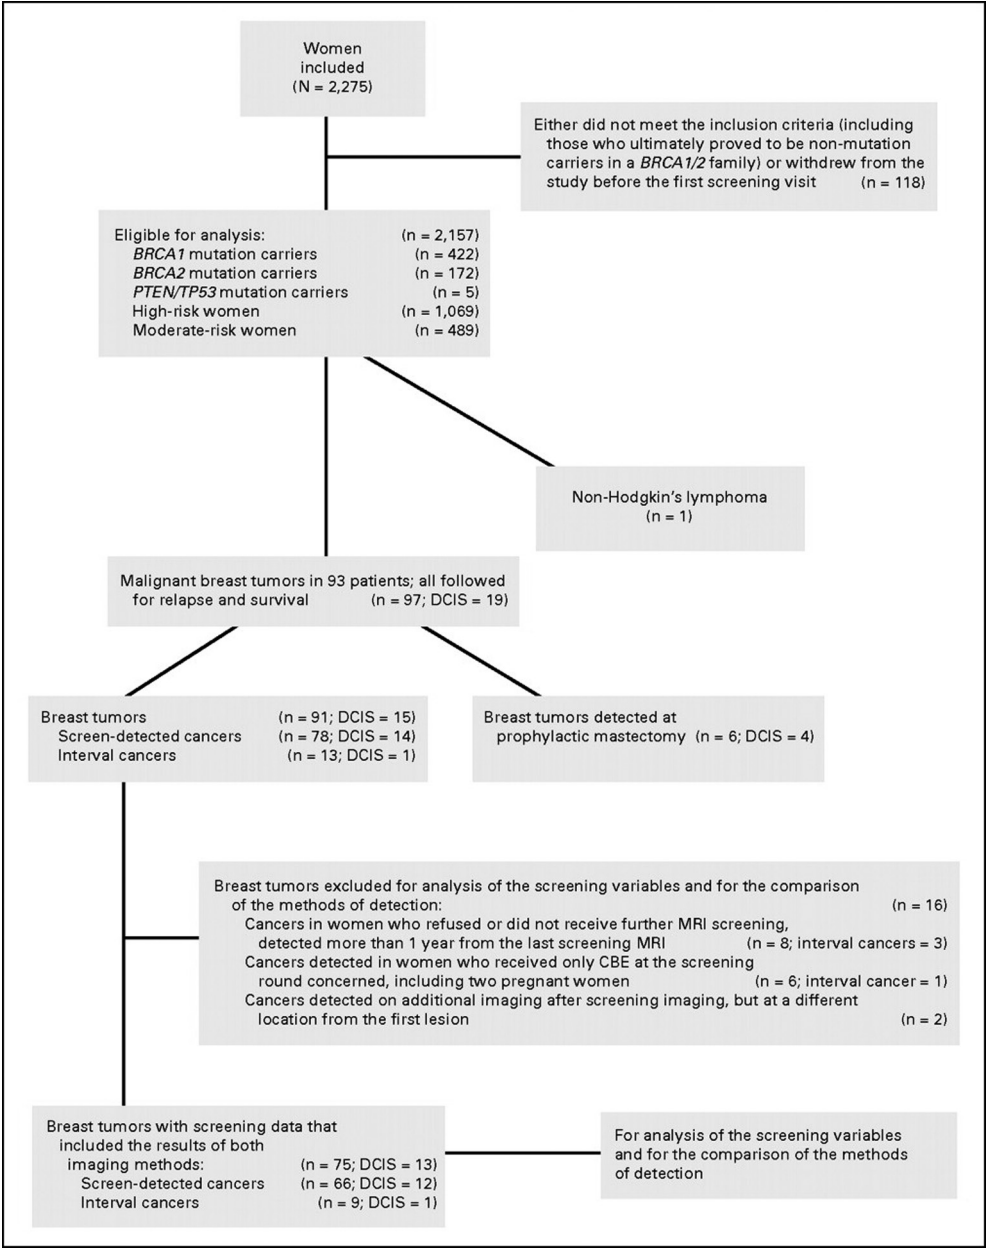 Women
included
(N = 2,275)
Either did not meet the inclusion criteria (including
those who ultimately proved to be non-mutation
carriers in a BRCA1/2 family) or withdrew from the
study before the first screening visit (n = 118)
Eligible for analysis: (n = 2,157)
BRCA1 mutation carriers (n = 422)
BRCA2 mutation carriers (n = 172)
PTEN/TP53 mutation carriers (n = 5)
High-risk women (n = 1,069)
Moderate-risk women (n = 489)
Non-Hodgkin's lymphoma
(n = 1)
Malignant breast tumors in 93 patients; all followed
for relapse and survival (n = 97; DCIS = 19)
Breast tumors (n = 91; DCIS = 15)
Screen-detected cancers (n = 78; DCIS = 14)
Interval cancers (n = 13; DCIS = 1)
Breast tumors detected at
prophylactic mastectomy (n = 6; DCIS = 4)
Breast tumors excluded for analysis of the screening variables and for the comparison
of the methods of detection: (n = 16)
Cancers in women who refused or did not receive further MRI screening,
detected more than 1 year from the last screening MRI (n = 8; interval cancers = 3)
Cancers detected in women who received only CBE at the screening
round concerned, including two pregnant women (n = 6; interval cancer = 1)
Cancers detected on additional imaging after screening imaging, but at a different
location from the first lesion (n = 2)
Breast tumors with screening data that
included the results of both
imaging methods: (n = 75; DCIS = 13)
Screen-detected cancers (n = 66; DCIS = 12)
Interval cancers (n = 9; DCIS = 1)
For analysis of the screening variables
and for the comparison of the methods
of detection